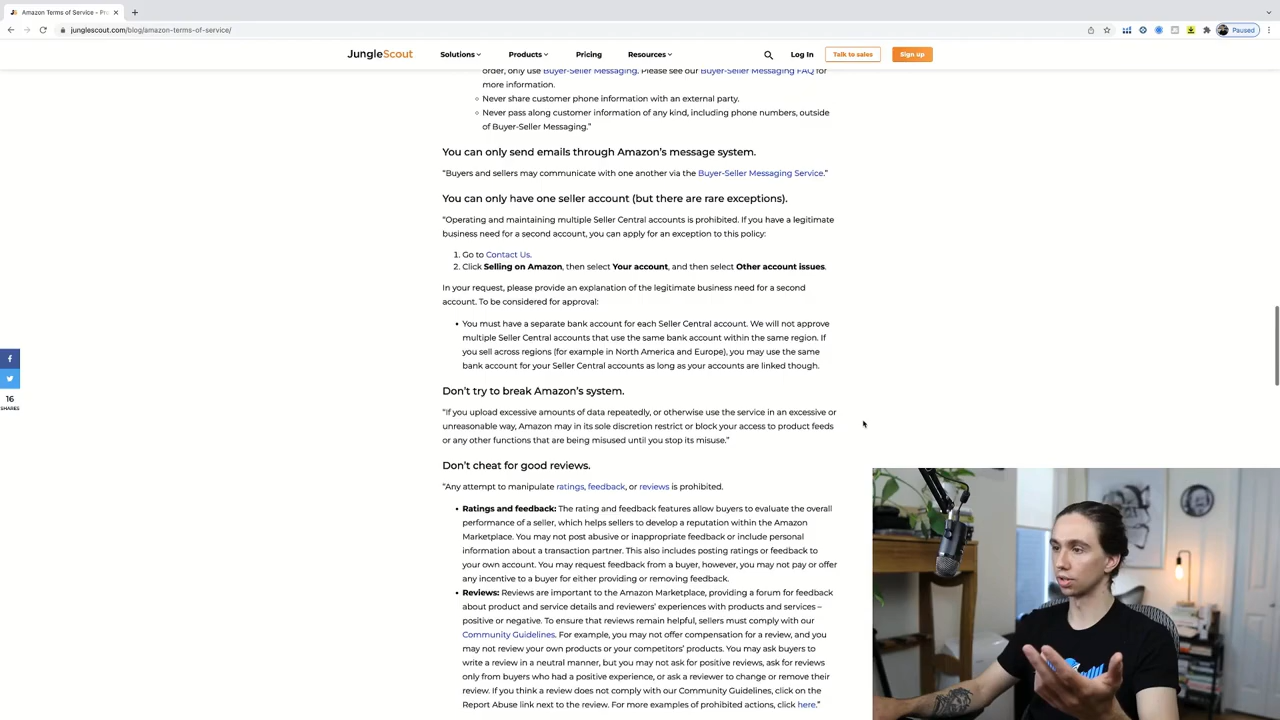 Amazon Terms of Service - Pr
junglescout.com/blog/amazon-terms-of-service/
Paused
JungleScout
Solutions
Products
Pricing
Resources
Log In
Talk to sales
Sign up
order, only use Buyer-Seller Messaging. Please see our Buyer-Seller Messaging FAQ for
more information.
Never share customer phone information with an external party.
Never pass along customer information of any kind, including phone numbers, outside
of Buyer-Seller Messaging.”
You can only send emails through Amazon’s message system.
“Buyers and sellers may communicate with one another via the Buyer-Seller Messaging Service.”
You can only have one seller account (but there are rare exceptions).
“Operating and maintaining multiple Seller Central accounts is prohibited. If you have a legitimate
business need for a second account, you can apply for an exception to this policy:
1. Go to Contact Us.
2. Click Selling on Amazon, then select Your account, and then select Other account issues.
In your request, please provide an explanation of the legitimate business need for a second
account. To be considered for approval:
You must have a separate bank account for each Seller Central account. We will not approve
multiple Seller Central accounts that use the same bank account within the same region. If
you sell across regions (for example in North America and Europe), you may use the same
bank account for your Seller Central accounts as long as your accounts are linked though.
16
SHARES
Don’t try to break Amazon’s system.
“If you upload excessive amounts of data repeatedly, or otherwise use the service in an excessive or
unreasonable way, Amazon may in its sole discretion restrict or block your access to product feeds
or any other functions that are being misused until you stop its misuse.”
Don’t cheat for good reviews.
“Any attempt to manipulate ratings, feedback, or reviews is prohibited.
Ratings and feedback: The rating and feedback features allow buyers to evaluate the overall
performance of a seller, which helps sellers to develop a reputation within the Amazon
Marketplace. You may not post abusive or inappropriate feedback or include personal
information about a transaction partner. This also includes posting ratings or feedback to
your own account. You may request feedback from a buyer, however, you may not pay or offer
any incentive to a buyer for either providing or removing feedback.
Reviews: Reviews are important to the Amazon Marketplace, providing a forum for feedback
about product and service details and reviewers’ experiences with products and services –
positive or negative. To ensure that reviews remain helpful, sellers must comply with our
Community Guidelines. For example, you may not offer compensation for a review, and you
may not review your own products or your competitors’ products. You may ask buyers to
write a review in a neutral manner, but you may not ask for positive reviews, ask for reviews
only from buyers who had a positive experience, or ask a reviewer to change or remove their
review. If you think a review does not comply with our Community Guidelines, click on the
Report Abuse link next to the review. For more examples of prohibited actions, click here.”